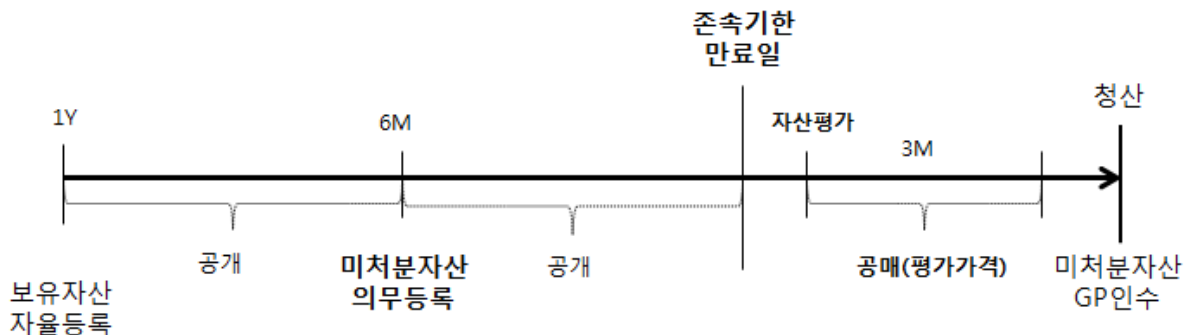 존속기한
만료일
청산
1Y
6M
자산평가
3M
공개
미처분자산
의무등록
공개
공매(평가가격)
미처분자산
GP인수
보유자산
자율등록